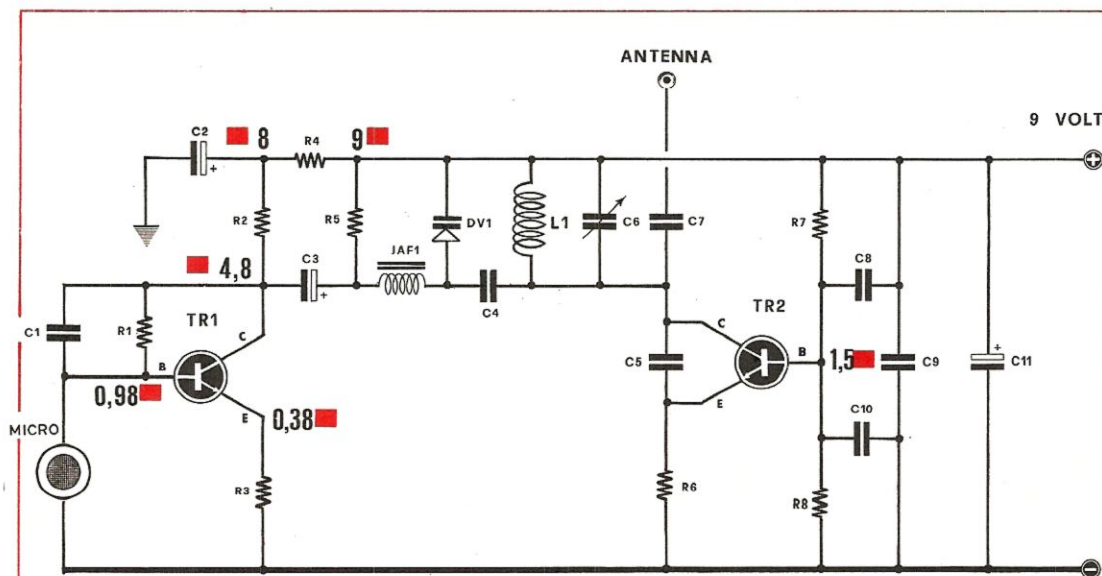 ANTENNA
9 VOLT
C2
+
8
R4
9
R2
R5
DV1
L1
C6
C7
R7
4,8
C3
+
JAF1
C4
C8
C1
R1
TR1
C
B
E
TR2
C
B
E
C5
1,5
C9
+
C11
0,98
0,38
C10
MICRO
R3
R6
R8